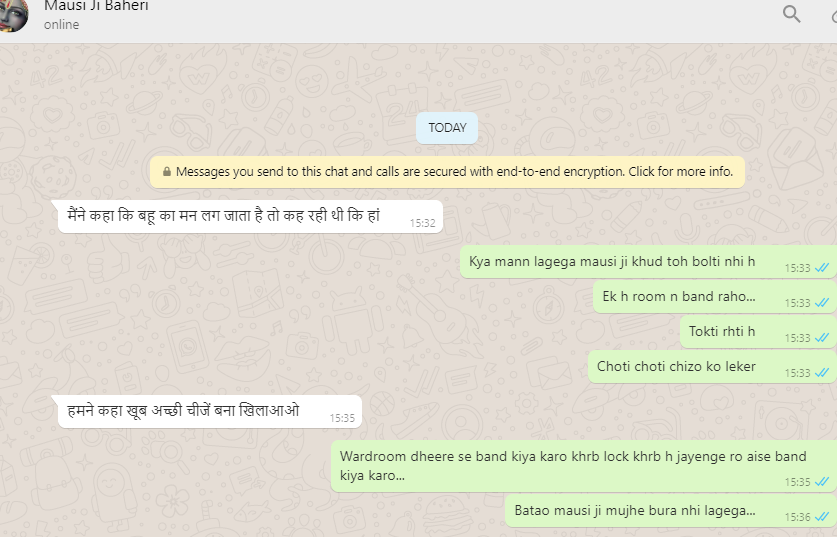 Mausi Ji Baheri
online
TODAY
Messages you send to this chat and calls are secured with end-to-end encryption. Click for more info.
मैंने कहा कि बहू का मन लग जाता है तो कह रही थी कि हां
15:32
Kya mann lagega mausi ji khud toh bolti nhi h
15:33
Ek h room n band raho...
15:33
Tokti rhti h
15:33
Choti choti chizo ko leker
15:33
हमने कहा खूब अच्छी चीजें बना खिलाआओ
15:35
Wardroom dheere se band kiya karo khrb lock khrb h jayenge ro aise band
kiya karo...
15:35
Batao mausi ji mujhe bura nhi lagega...
15:36